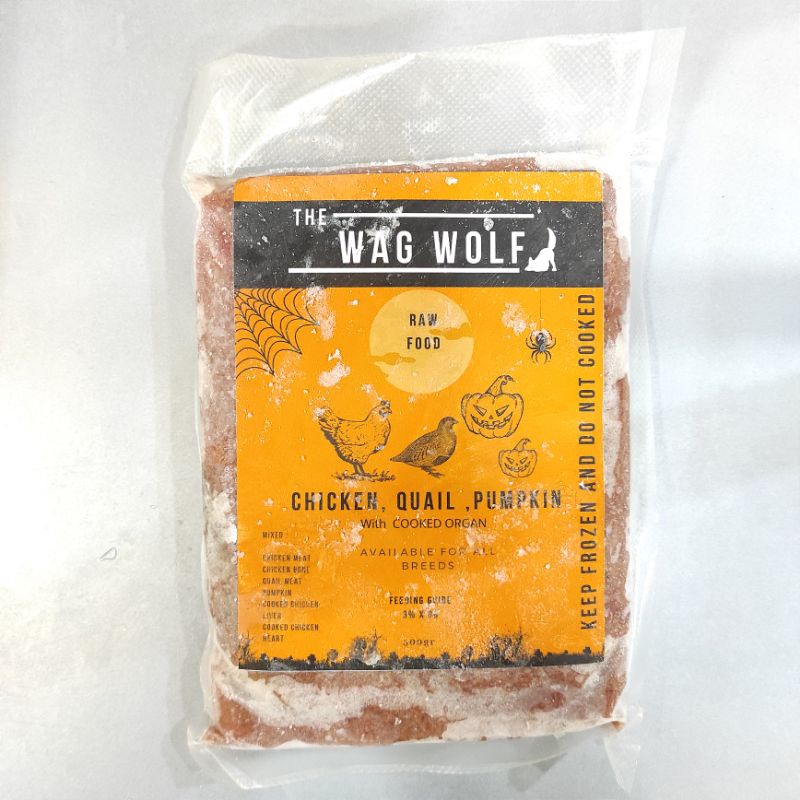 THE
WAG WOLF
RAW
FOOD
KEEP FROZEN AND DO NOT COOKED
CHICKEN, QUAIL ,PUMPKIN
With COOKED ORGAN
AVAILABLE FOR ALL
BREEDS
MIXED
CHICKEN MEAT
CHICKEN BONE
QUAIL MEAT
PUMPKIN
COOKED CHICKEN
LIVER
COOKED CHICKEN
HEART
FEEDING GUIDE
3% X
500gr